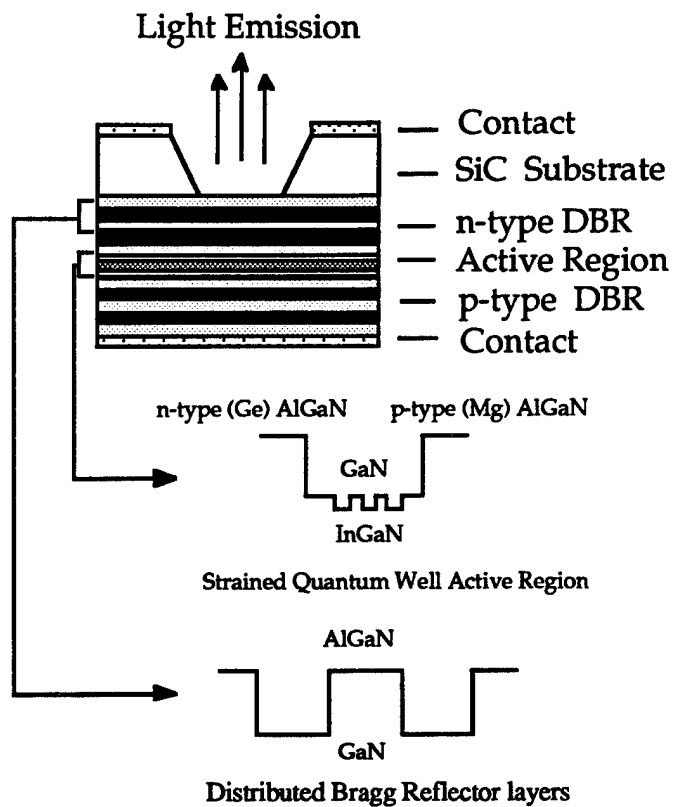 Light Emission
Contact
SiC Substrate
n-type DBR
Active Region
p-type DBR
Contact
n-type (Ge) AlGaN p-type (Mg) AlGaN
GaN
InGaN
Strained Quantum Well Active Region
AlGaN
GaN
Distributed Bragg Reflector layers